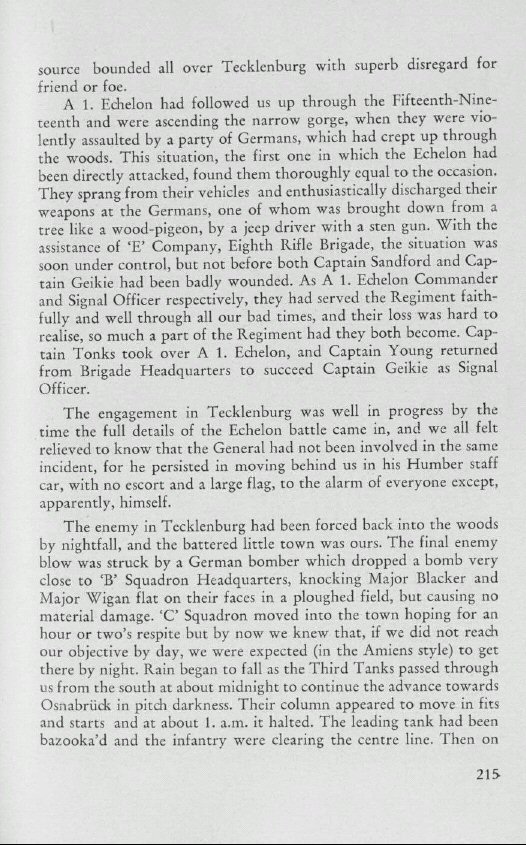 source bounded all over Tecklenburg with superb disregard for
friend or foe.
A 1. Echelon had followed us up through the Fifteenth-Nine-
teenth and were ascending the narrow gorge, when they were vio-
lently assaulted by a party of Germans, which had crept up through
the woods. This situation, the first one in which the Echelon had
been directly attacked, found them thoroughly equal to the occasion.
They sprang from their vehicles and enthusiastically discharged their
weapons at the Germans, one of whom was brought down from a
tree like a wood-pigeon, by a jeep driver with a sten gun. With the
assistance of ‘E’ Company, Eighth Rifle Brigade, the situation was
soon under control, but not before both Captain Sandford and Cap-
tain Geikie had been badly wounded. As A 1. Echelon Commander
and Signal Officer respectively, they had served the Regiment faith-
fully and well through all our bad times, and their loss was hard to
realise, so much a part of the Regiment had they both become. Cap-
tain Tonks took over A 1. Echelon, and Captain Young returned
from Brigade Headquarters to succeed Captain Geikie as Signal
Officer.
The engagement in Tecklenburg was well in progress by the
time the full details of the Echelon battle came in, and we all felt
relieved to know that the General had not been involved in the same
incident, for he persisted in moving behind us in his Humber staff
car, with no escort and a large flag, to the alarm of everyone except,
apparently, himself.
The enemy in Tecklenburg had been forced back into the woods
by nightfall, and the battered little town was ours. The final enemy
blow was struck by a German bomber which dropped a bomb very
close to ‘B’ Squadron Headquarters, knocking Major Blacker and
Major Wigan flat on their faces in a ploughed field, but causing no
material damage. ‘C’ Squadron moved into the town hoping for an
hour or two’s respite but by now we knew that, if we did not reach
our objective by day, we were expected (in the Amiens style) to get
there by night. Rain began to fall as the Third Tanks passed through
us from the south at about midnight to continue the advance towards
Osnabrück in pitch darkness. Their column appeared to move in fits
and starts and at about 1. a.m. it halted. The leading tank had been
bazooka’d and the infantry were clearing the centre line. Then on
215